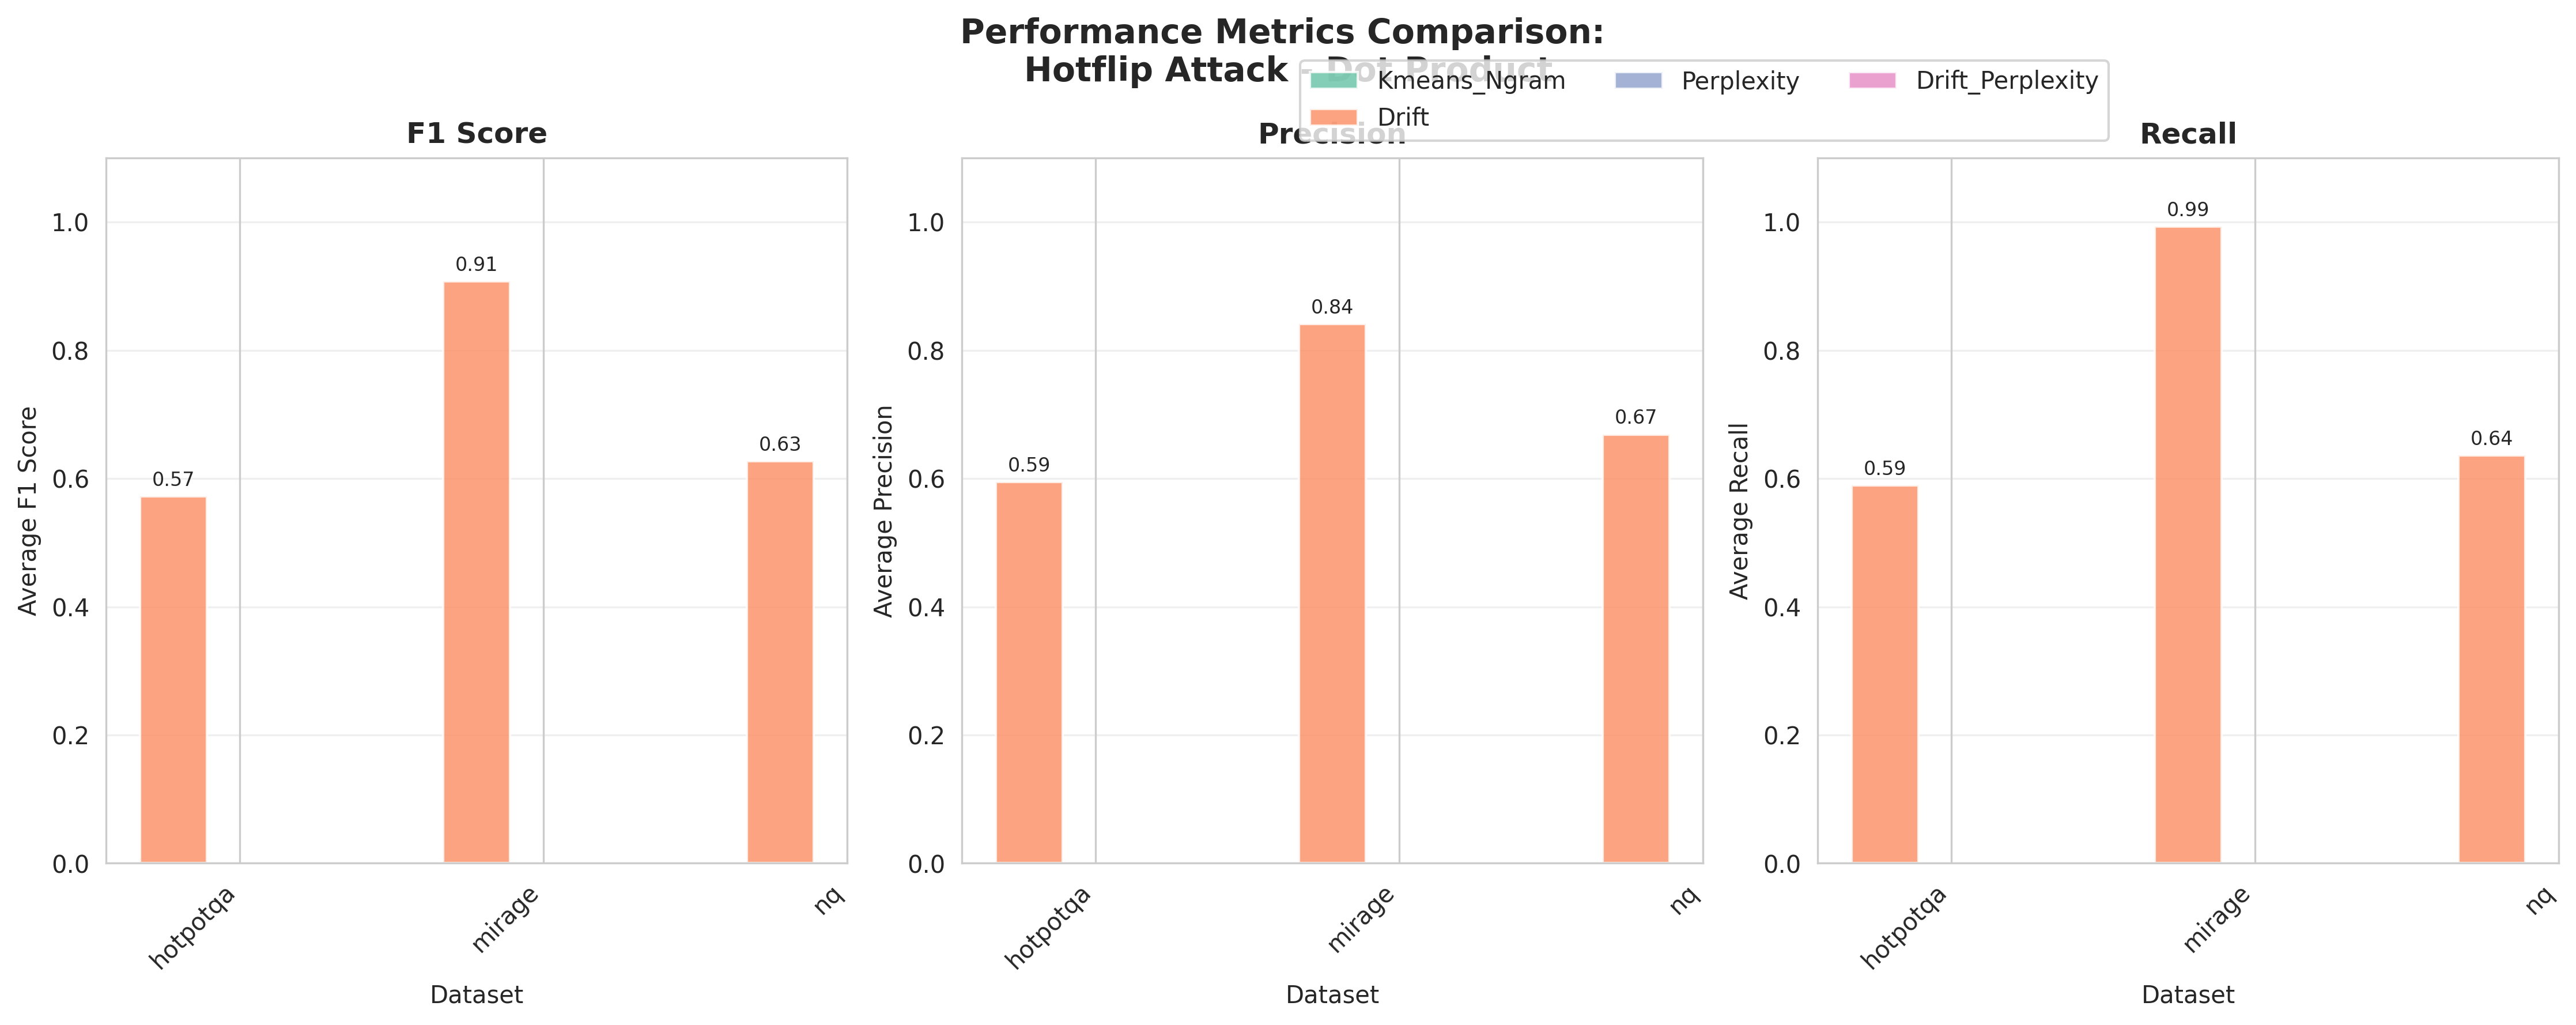 Performance Metrics Comparison:
Hotflip Attack - Dot Product
Kmeans_Ngram
Drift
Perplexity
Drift_Perplexity
F1 Score
Average F1 Score
1.0
0.8
0.6
0.4
0.2
0.0
0.57
0.91
0.63
hotpotqa
mirage
nq
Dataset
Precision
Average Precision
1.0
0.8
0.6
0.4
0.2
0.0
0.59
0.84
0.67
hotpotqa
mirage
nq
Dataset
Recall
Average Recall
1.0
0.8
0.6
0.4
0.2
0.0
0.59
0.99
0.64
hotpotqa
mirage
nq
Dataset